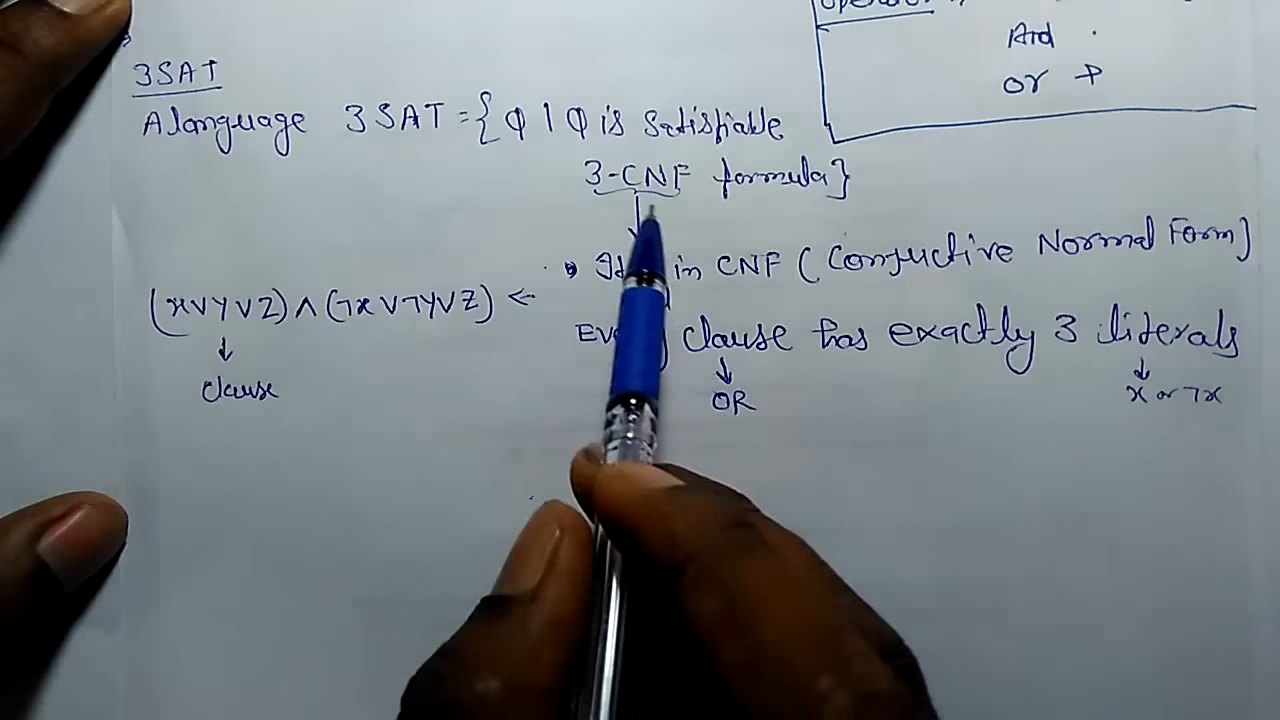 3SAT
A language 3SAT = {φ | φ is Satisfiable
3-CNF formula}
And .
or +
in CNF (Conjuctive Normal Form)
(x∨y∨z)∧(¬x∨¬y∨z) ←
clause has exactly 3 literals
↓ clause
↓ OR
↓ x or ¬x